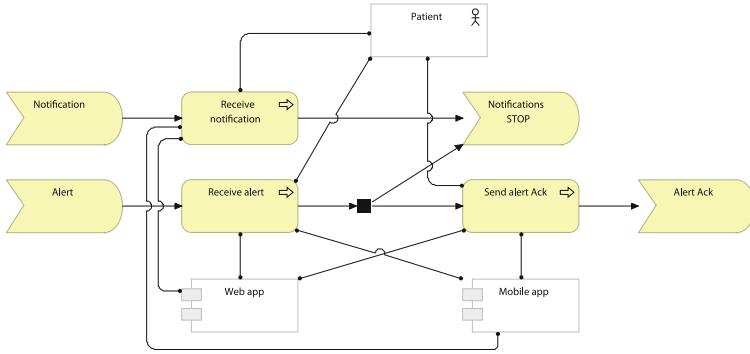 Patient
Notification
Receive
notification
Notifications
STOP
Alert
Receive alert
Send alert Ack
Alert Ack
Web app
Mobile app